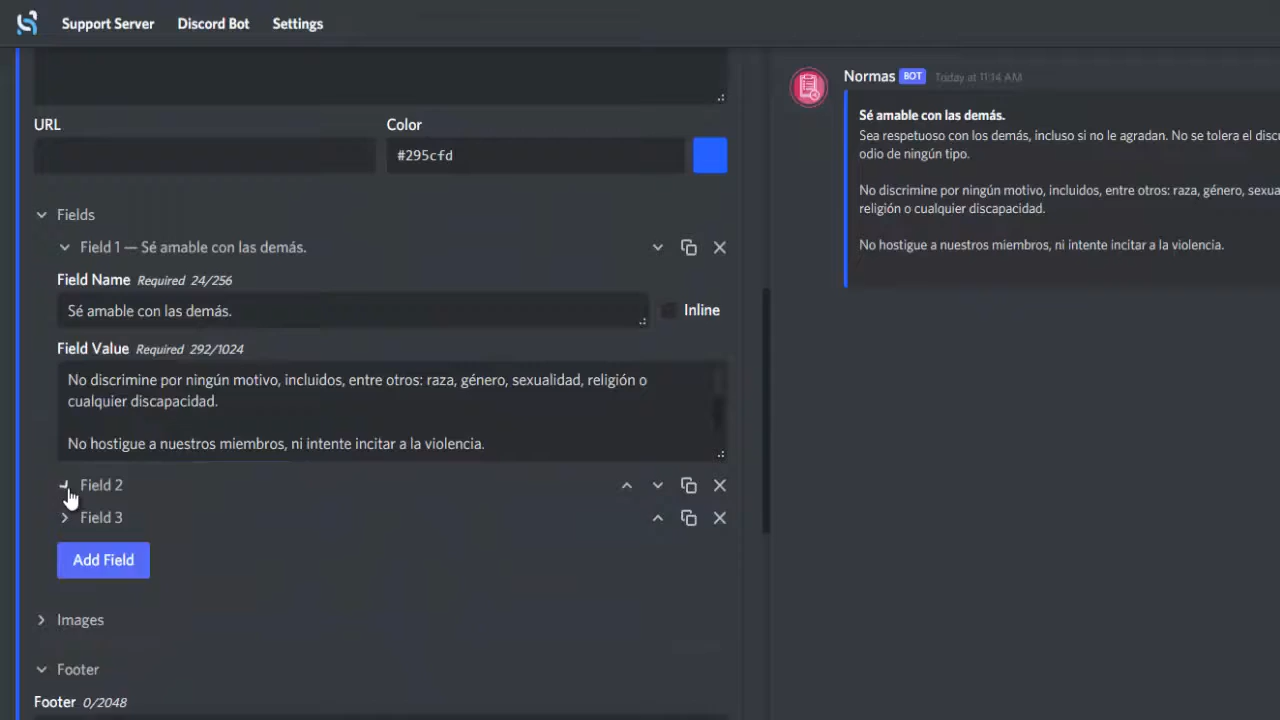 Support Server Discord Bot Settings
URL Color
#295cfd
Fields
Field 1 — Sé amable con las demás.
Field Name Required 24/256
Sé amable con las demás. Inline
Field Value Required 292/1024
No discrimine por ningún motivo, incluidos, entre otros: raza, género, sexualidad, religión o
cualquier discapacidad.
No hostigue a nuestros miembros, ni intente incitar a la violencia.
Field 2
Field 3
Add Field
Images
Footer
Footer 0/2048
Normas BOT Today at 11:14 AM
Sé amable con las demás.
Sea respetuoso con los demás, incluso si no le agradan. No se tolera el
odio de ningún tipo.
No discrimine por ningún motivo, incluidos, entre otros: raza, género,
religión o cualquier discapacidad.
No hostigue a nuestros miembros, ni intente incitar a la violencia.